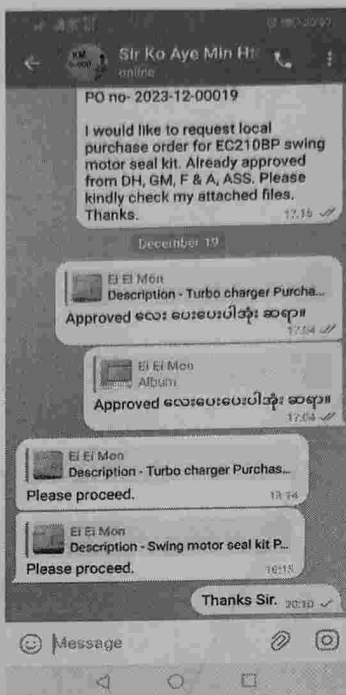 Sir Ko Aye Min Ht
online
PO no- 2023-12-00019
I would like to request local
purchase order for EC210BP swing
motor seal kit. Already approved
from DH, GM, F & A, ASS. Please
kindly check my attached files.
Thanks.
17:16
December 19
Ei Ei Mon
Description - Turbo charger Purcha...
Approved လေး ပေးပေးပါအုံး ဆရာ။
17:04
Ei Ei Mon
Album
Approved လေးပေးပေးပါအုံး ဆရာ။
17:04
Ei Ei Mon
Description - Turbo charger Purchas...
Please proceed.
Ei Ei Mon
Description - Swing motor seal kit P...
Please proceed.
Thanks Sir. 20:10
Message